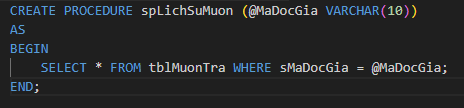 CREATE PROCEDURE spLichSuMuon (@MaDocGia VARCHAR(10))
AS
BEGIN
    SELECT * FROM tblMuonTra WHERE sMaDocGia = @MaDocGia;
END;